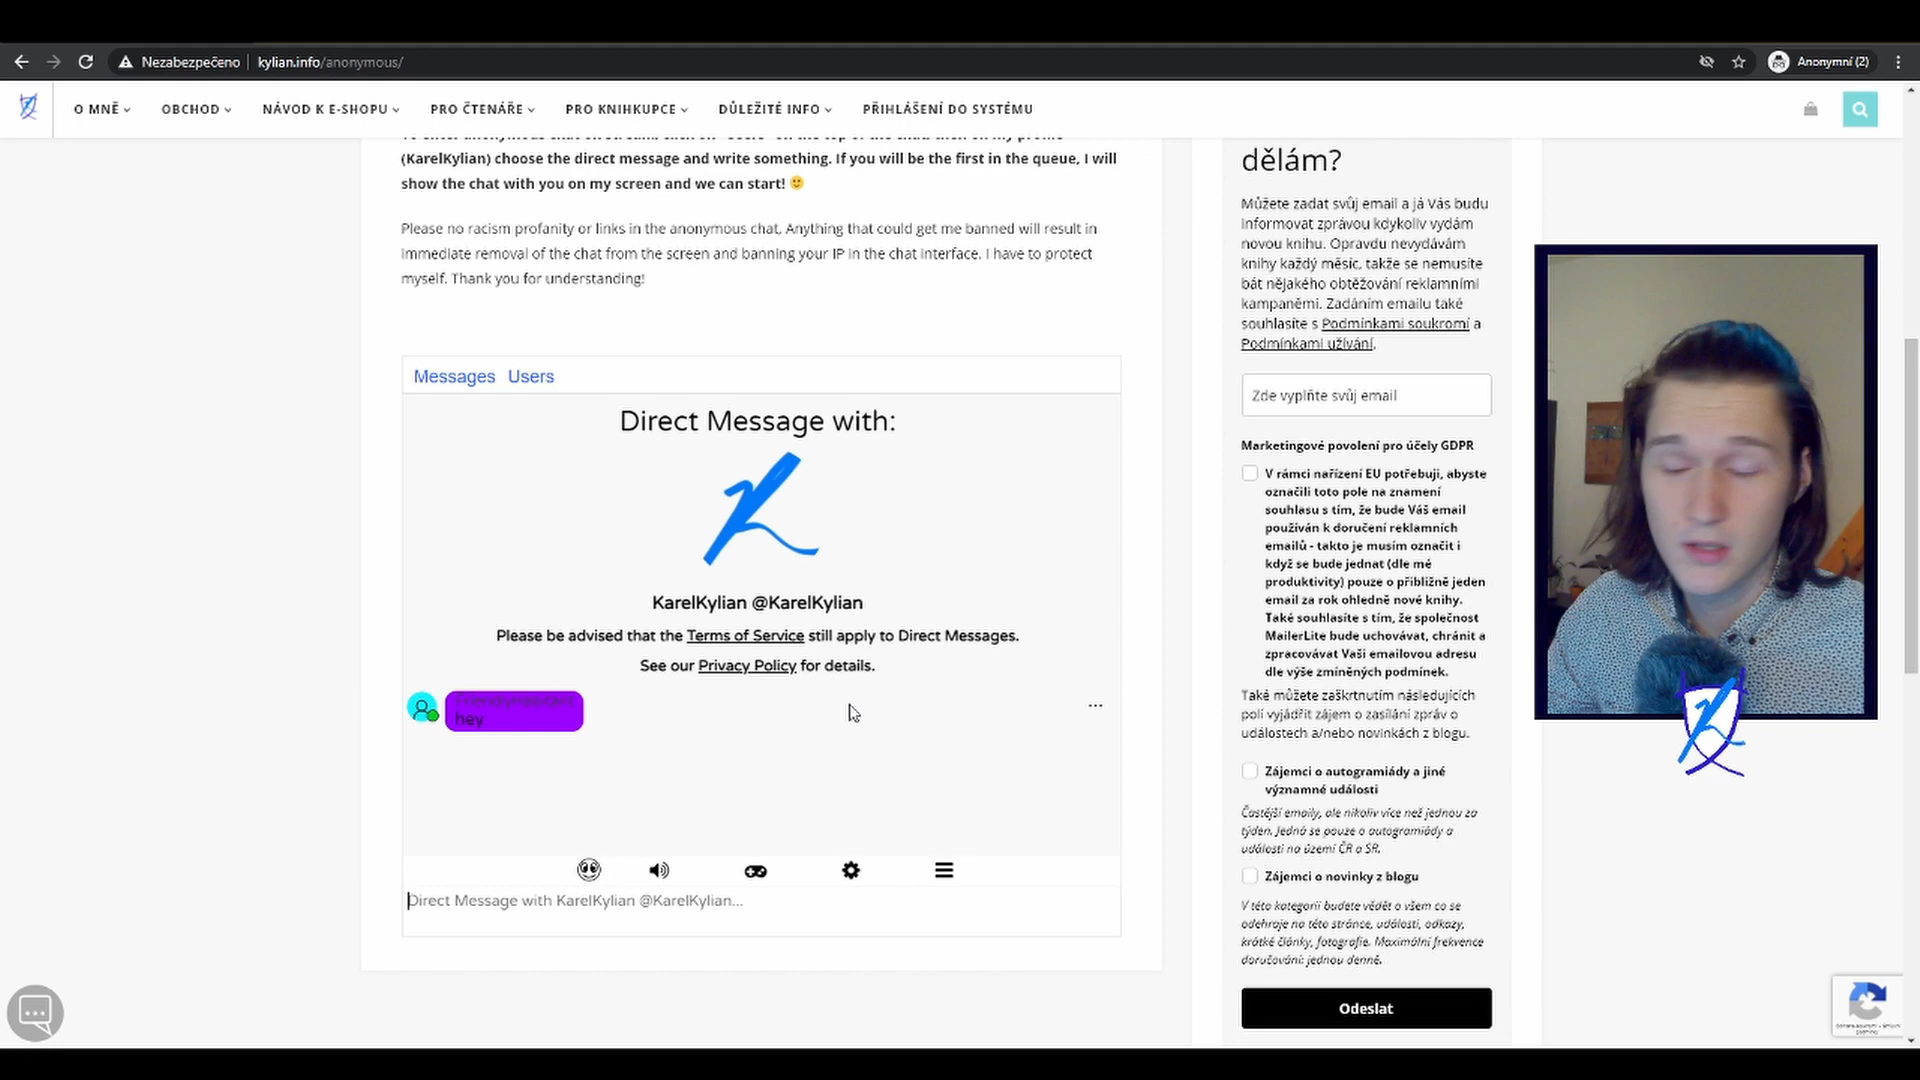 Nezabezpečeno
kylian.info/anonymous/
Anonymní (2)
O MNĚ
OBCHOD
NÁVOD K E-SHOPU
PRO ČTENÁŘE
PRO KNIHKUPCE
DŮLEŽITÉ INFO
PŘIHLÁŠENÍ DO SYSTÉMU
(KarelKylian) choose the direct message and write something. If you will be the first in the queue, I will
show the chat with you on my screen and we can start!
Please no racism profanity or links in the anonymous chat. Anything that could get me banned will result in
immediate removal of the chat from the screen and banning your IP in the chat interface. I have to protect
myself. Thank you for understanding!
Messages
Users
Direct Message with:
KarelKylian @KarelKylian
Please be advised that the Terms of Service still apply to Direct Messages.
See our Privacy Policy for details.
hey
...
Direct Message with KarelKylian @KarelKylian...
dělám?
Můžete zadat svůj email a já Vás budu
informovat zprávou kdykoliv vydám
novou knihu. Opravdu nevydávám
knihy každý měsíc, takže se nemusíte
bát nějakého obtěžování reklamními
kampaněmi. Zadáním emailu také
souhlasíte s Podmínkami soukromí a
Podmínkami užívání.
Zde vyplňte svůj email
Marketingové povolení pro účely GDPR
V rámci nařízení EU potřebuji, abyste
označili toto pole na znamení
souhlasu s tím, že bude Váš email
používán k doručení reklamních
emailů - takto je musím označit i
když se bude jednat (dle mé
produktivity) pouze o přibližně jeden
email za rok ohledně nové knihy.
Také souhlasíte s tím, že společnost
MailerLite bude uchovávat, chránit a
zpracovávat Vaši emailovou adresu
dle výše zmíněných podmínek.
Také můžete zaškrtnutím následujících
polí vyjádřit zájem o zasílání zpráv o
událostech a/nebo novinkách z blogu.
Zájemci o autogramiády a jiné
významné události
Častější emaily, ale nikoliv více než jednou za
týden. Jedná se pouze o autogramiády a
události na území ČR a SR.
Zájemci o novinky z blogu
V této kategorii budete vědět o všem co se
odehraje na této stránce, události, odkazy,
krátké články, fotografie. Maximální frekvence
doručování: jednou denně.
Odeslat